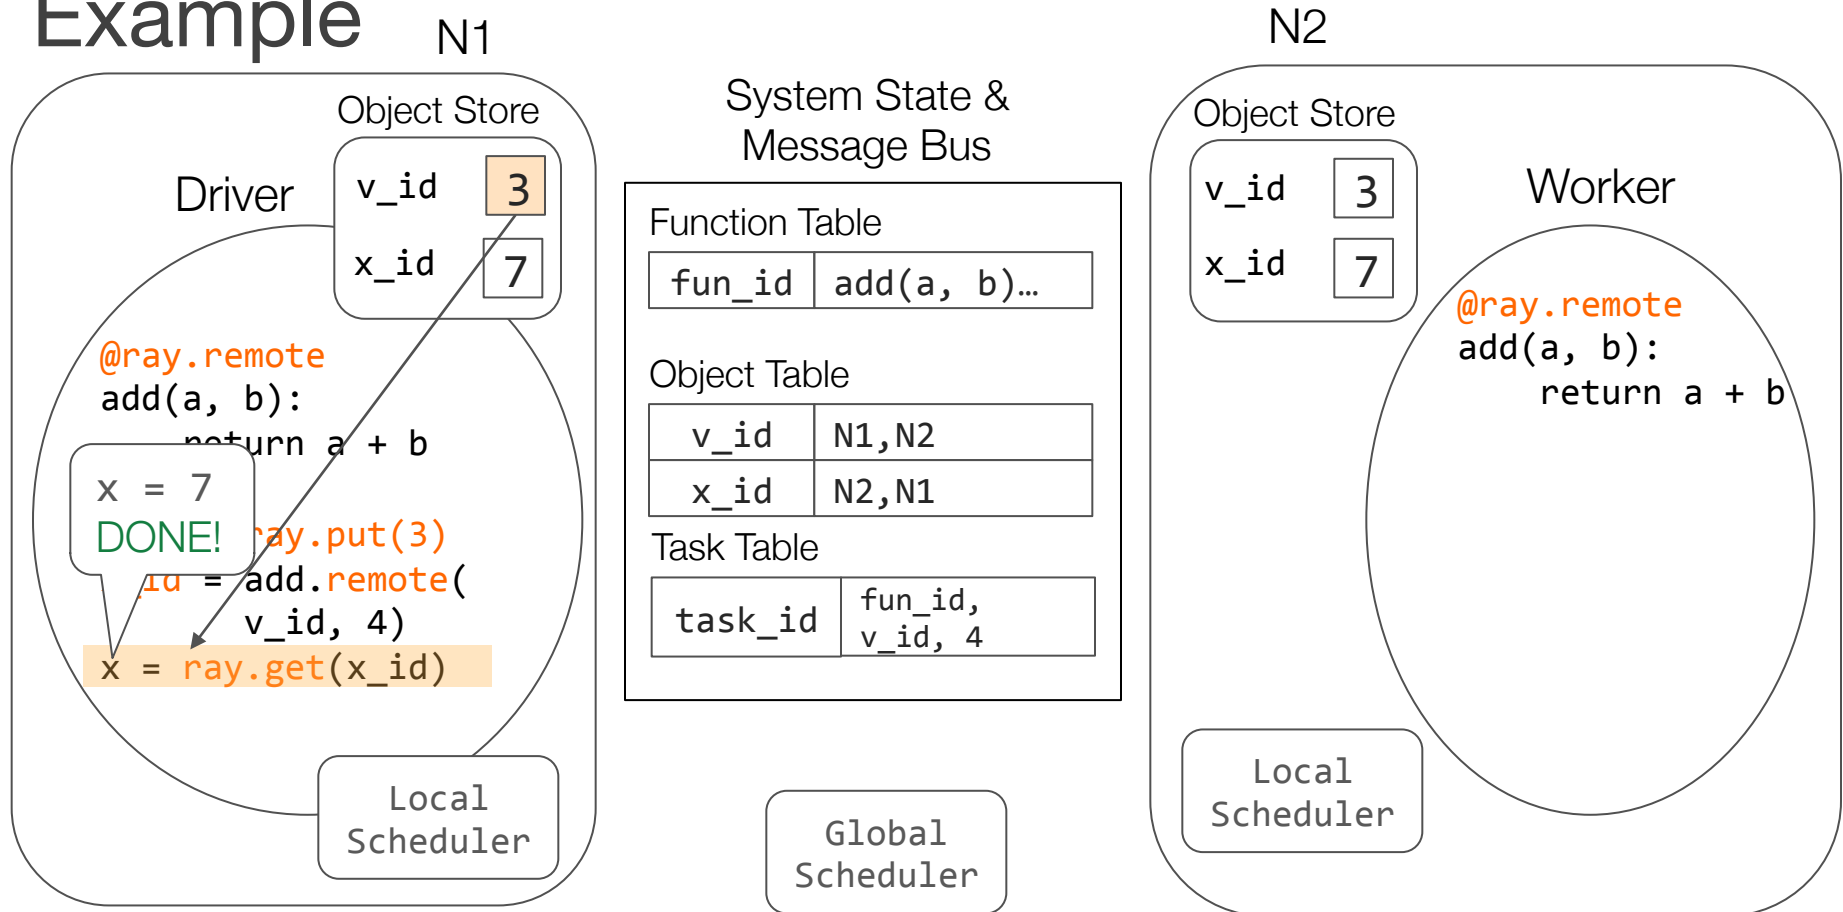 Example
N1
Object Store
v_id 3
x_id 7
Driver
@ray.remote
add(a, b):
return a + b
x = 7
DONE!
ray.put(3)
id = add.remote(
v_id, 4)
x = ray.get(x_id)
Local
Scheduler
System State &
Message Bus
Function Table
fun_id add(a, b)…
Object Table
v_id N1,N2
x_id N2,N1
Task Table
task_id fun_id,
v_id, 4
Global
Scheduler
N2
Object Store
v_id 3
x_id 7
Worker
@ray.remote
add(a, b):
return a + b
Local
Scheduler